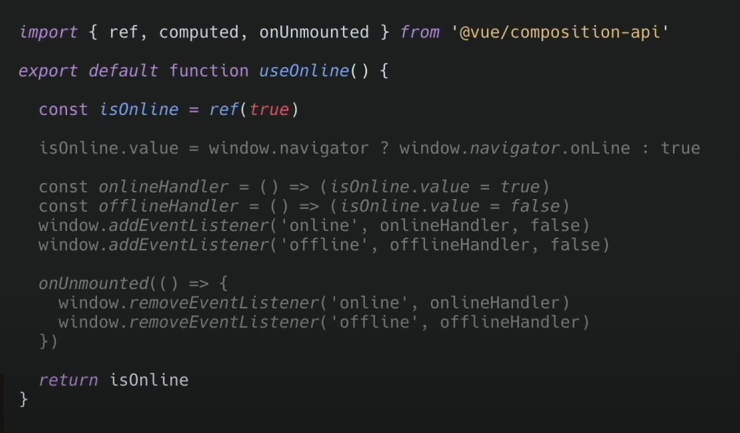 import { ref, computed, onUnmounted } from '@vue/composition-api'
export default function useOnline() {
const isOnline = ref(true)
isOnline.value = window.navigator ? window.navigator.onLine : true
const onlineHandler = () => (isOnline.value = true)
const offlineHandler = () => (isOnline.value = false)
window.addEventListener('online', onlineHandler, false)
window.addEventListener('offline', offlineHandler, false)
onUnmounted(() => {
window.removeEventListener('online', onlineHandler)
window.removeEventListener('offline', offlineHandler)
})
return isOnline
}